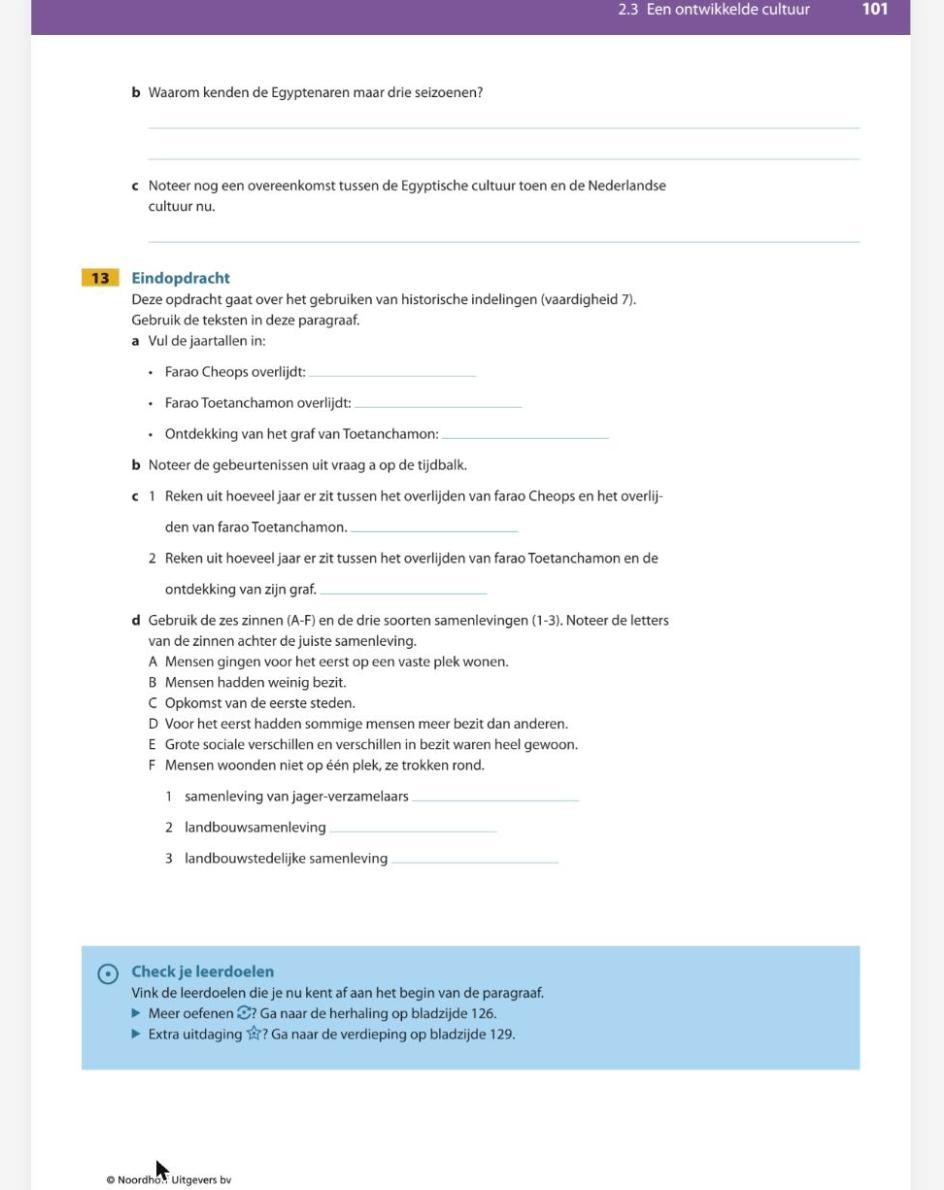 2.3 Een ontwikkelde cultuur 101
b Waarom kenden de Egyptenaren maar drie seizoenen?
c Noteer nog een overeenkomst tussen de Egyptische cultuur toen en de Nederlandse
cultuur nu.
13 Eindopdracht
Deze opdracht gaat over het gebruiken van historische indelingen (vaardigheid 7).
Gebruik de teksten in deze paragraaf.
a Vul de jaartallen in:
• Farao Cheops overlijdt:
• Farao Toetanchamon overlijdt:
• Ontdekking van het graf van Toetanchamon:
b Noteer de gebeurtenissen uit vraag a op de tijdbalk.
c 1 Reken uit hoeveel jaar er zit tussen het overlijden van farao Cheops en het overlij-
den van farao Toetanchamon.
2 Reken uit hoeveel jaar er zit tussen het overlijden van farao Toetanchamon en de
ontdekking van zijn graf.
d Gebruik de zes zinnen (A-F) en de drie soorten samenlevingen (1-3). Noteer de letters
van de zinnen achter de juiste samenleving.
A Mensen gingen voor het eerst op een vaste plek wonen.
B Mensen hadden weinig bezit.
C Opkomst van de eerste steden.
D Voor het eerst hadden sommige mensen meer bezit dan anderen.
E Grote sociale verschillen en verschillen in bezit waren heel gewoon.
F Mensen woonden niet op één plek, ze trokken rond.
1 samenleving van jager-verzamelaars
2 landbouwsamenleving
3 landbouwstedelijke samenleving
Check je leerdoelen
Vink de leerdoelen die je nu kent af aan het begin van de paragraaf.
Meer oefenen ? Ga naar de herhaling op bladzijde 126.
Extra uitdaging ? Ga naar de verdieping op bladzijde 129.
© Uitgevers bv